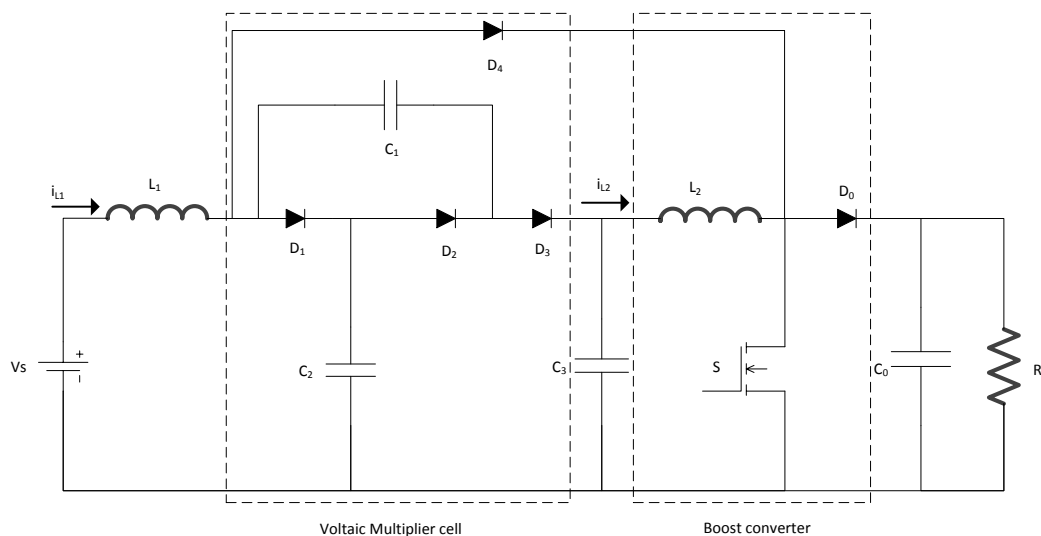 D₄
C₁
iL1
L₁
iL2
L₂
D₀
D₁
D₂
D₃
Vs
+
-
C₂
C₃
S
C₀
R
Voltaic Multiplier cell
Boost converter